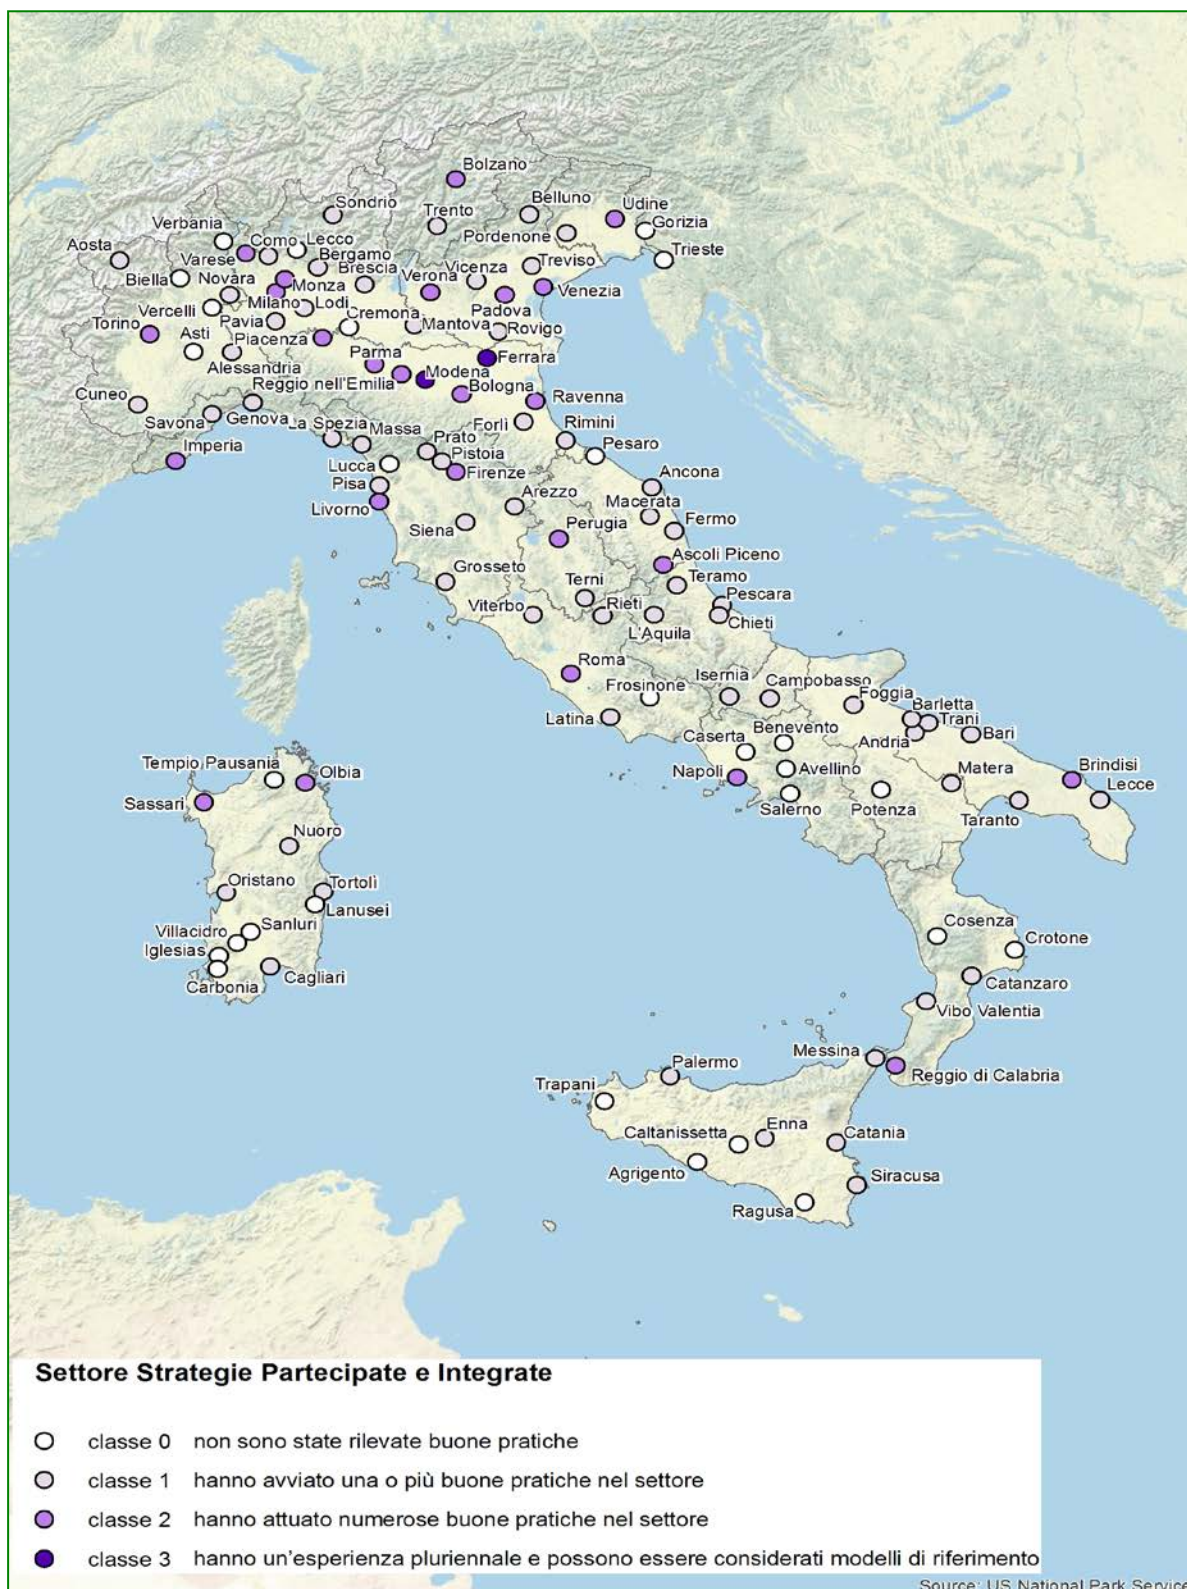 Bolzano
Sondrio
Belluno
Udine
Trento
Verbania
Gorizia
Pordenone
Aosta
Como
Lecco
Trieste
Varese
Bergamo
Biella
Novara
Brescia
Verona
Vicenza
Treviso
Monza
Venezia
Vercelli
Milano
Lodi
Padova
Torino
Pavia
Cremona
Mantova
Rovigo
Asti
Piacenza
Parma
Ferrara
Alessandria
Modena
Reggio nell'Emilia
Bologna
Cuneo
Ravenna
Savona
Genova
La Spezia
Massa
Forlì
Rimini
Imperia
Prato
Pesaro
Lucca
Pistoia
Firenze
Pisa
Ancona
Livorno
Arezzo
Macerata
Siena
Perugia
Fermo
Ascoli Piceno
Grosseto
Terni
Teramo
Viterbo
Rieti
Pescara
L'Aquila
Chieti
Roma
Isernia
Campobasso
Frosinone
Foggia
Barletta
Latina
Benevento
Trani
Caserta
Andria
Bari
Tempio Pausania
Olbia
Napoli
Avellino
Matera
Brindisi
Sassari
Salerno
Potenza
Lecce
Taranto
Nuoro
Oristano
Tortolì
Lanusei
Villacidro
Sanluri
Cosenza
Iglesias
Crotone
Carbonia
Cagliari
Catanzaro
Vibo Valentia
Messina
Palermo
Reggio di Calabria
Trapani
Caltanissetta
Enna
Catania
Agrigento
Siracusa
Ragusa
Settore Strategie Partecipate e Integrate
classe 0 non sono state rilevate buone pratiche
classe 1 hanno avviato una o più buone pratiche nel settore
classe 2 hanno attuato numerose buone pratiche nel settore
classe 3 hanno un'esperienza pluriennale e possono essere considerati modelli di riferimento
Source: US National Park Service